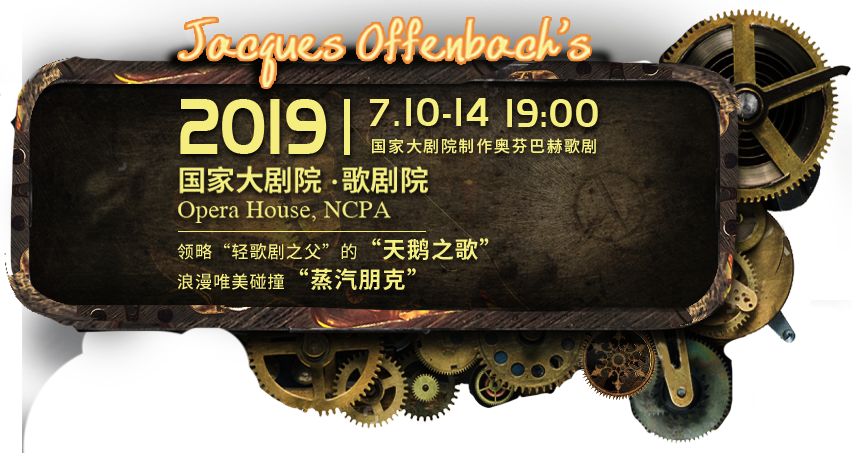 Jacques Offenbach's
2019 | 7.10-14 19:00
国家大剧院制作奥芬巴赫歌剧
国家大剧院·歌剧院
Opera House, NCPA
领略“轻歌剧之父”的“天鹅之歌”
浪漫唯美碰撞“蒸汽朋克”